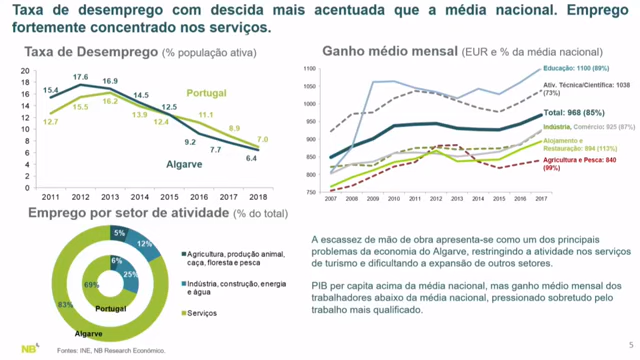 Taxa de desemprego com descida mais acentuada que a média nacional. Emprego
fortemente concentrado nos serviços.
Taxa de Desemprego (% população ativa)
20
18
16
14
12
10
8
6
4
2
0
15.4
17.6
16.9
14.5
12.5
9.2
7.7
6.4
12.7
15.5
16.2
13.9
12.4
11.1
8.9
7.0
Portugal
Algarve
2011 2012 2013 2014 2015 2016 2017 2018
Ganho médio mensal (EUR e % da média nacional)
1100
1050
1000
950
900
850
800
750
2007 2008 2009 2010 2011 2012 2013 2014 2015 2016 2017
Educação: 1100 (89%)
Ativ. Técnica/Científica: 1038
(73%)
Total: 968 (85%)
Indústria, Comércio: 925 (87%)
Alojamento e
Restauração: 894 (113%)
Agricultura e Pesca: 840
(99%)
Emprego por setor de atividade (% do total)
5%
12%
83%
6%
25%
69%
Portugal
Algarve
Agricultura, produção animal,
caça, floresta e pesca
Indústria, construção, energia
e água
Serviços
A escassez de mão de obra apresenta-se como um dos principais
problemas da economia do Algarve, restringindo a atividade nos serviços
de turismo e dificultando a expansão de outros setores.
PIB per capita acima da média nacional, mas ganho médio mensal dos
trabalhadores abaixo da média nacional, pressionado sobretudo pelo
trabalho mais qualificado.
NB
Fontes: INE, NB Research Económico.
5